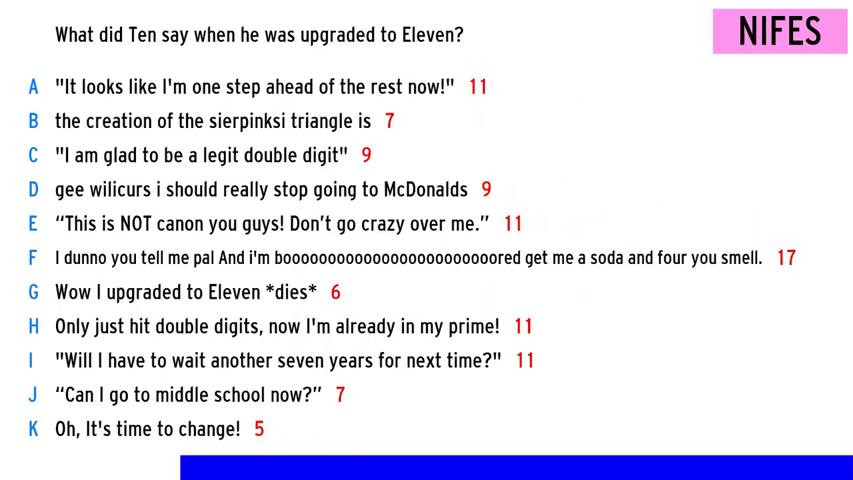 What did Ten say when he was upgraded to Eleven?
NIFES
A "It looks like I'm one step ahead of the rest now!" 11
B the creation of the sierpinksi triangle is 7
C "I am glad to be a legit double digit" 9
D gee wilicurs i should really stop going to McDonalds 9
E “This is NOT canon you guys! Don’t go crazy over me.” 11
F I dunno you tell me pal And i'm boooooooooooooooooooooooored get me a soda and four you smell. 17
G Wow I upgraded to Eleven *dies* 6
H Only just hit double digits, now I'm already in my prime! 11
I "Will I have to wait another seven years for next time?" 11
J “Can I go to middle school now?” 7
K Oh, It's time to change! 5